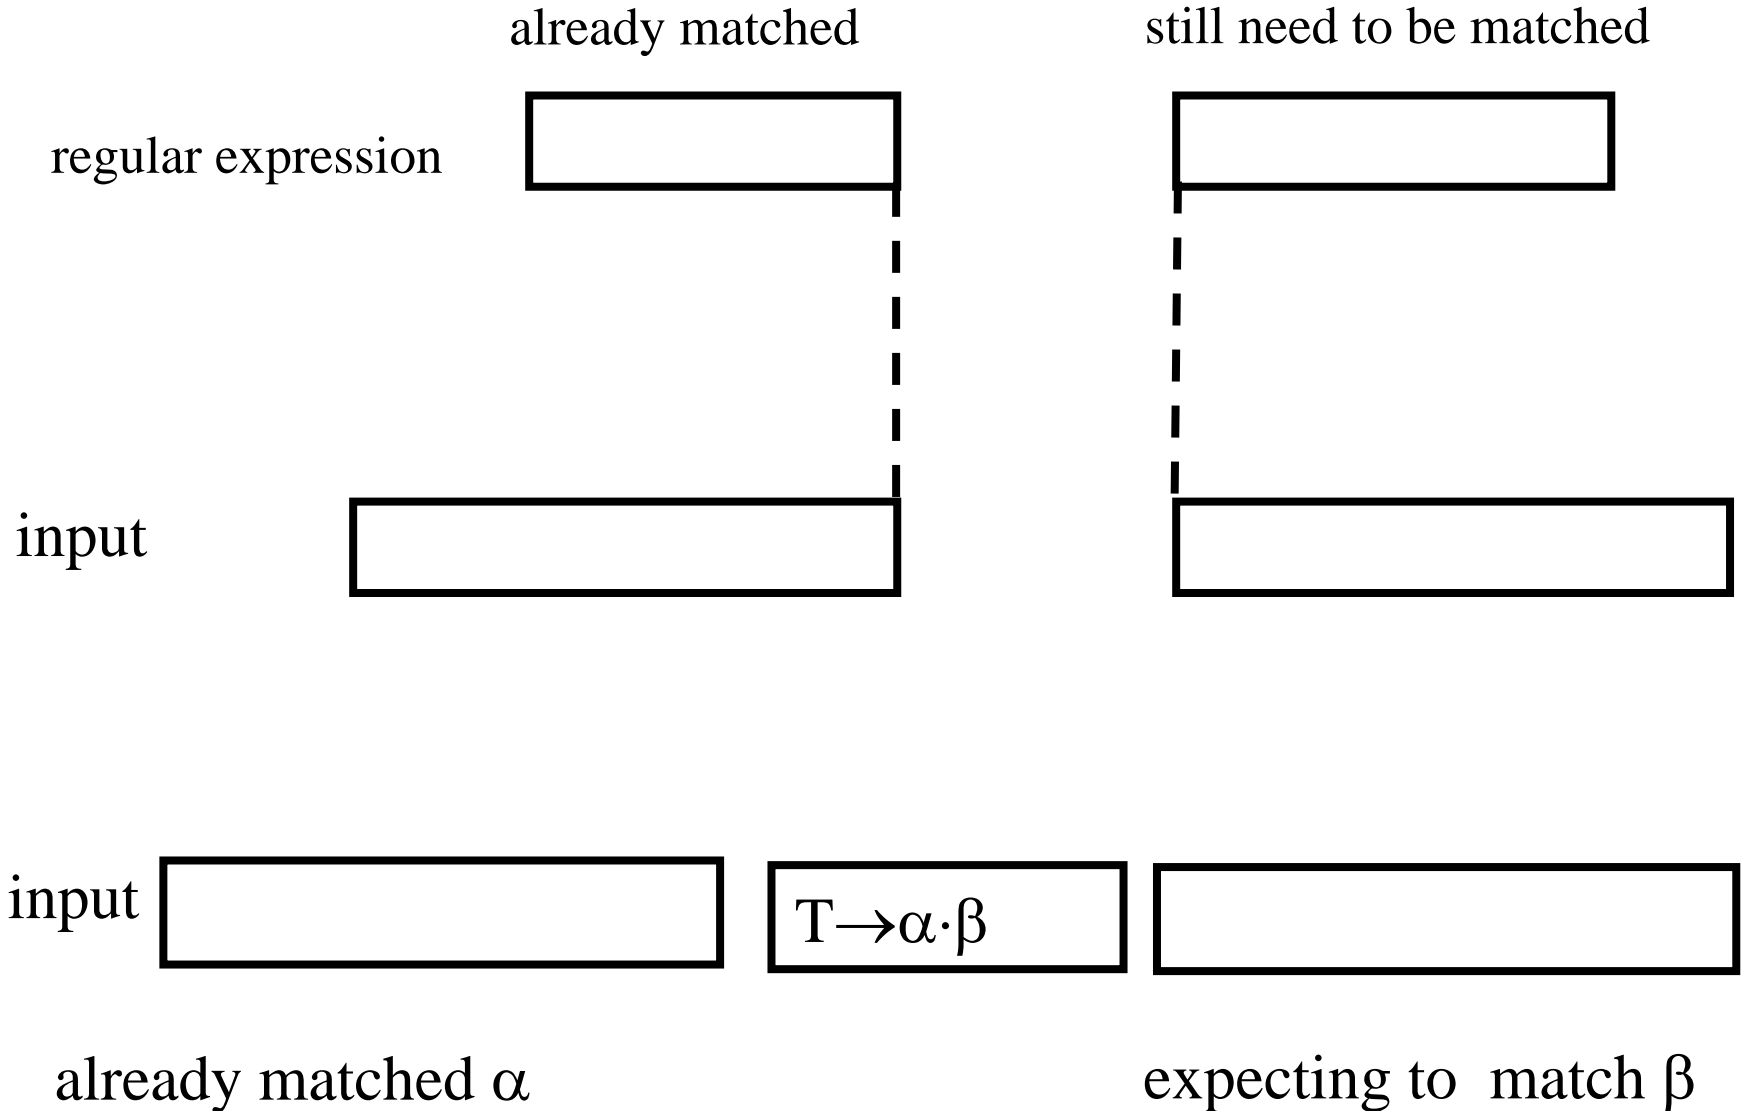 already matched
still need to be matched
regular expression
input
input
T→α·β
already matched α
expecting to match β